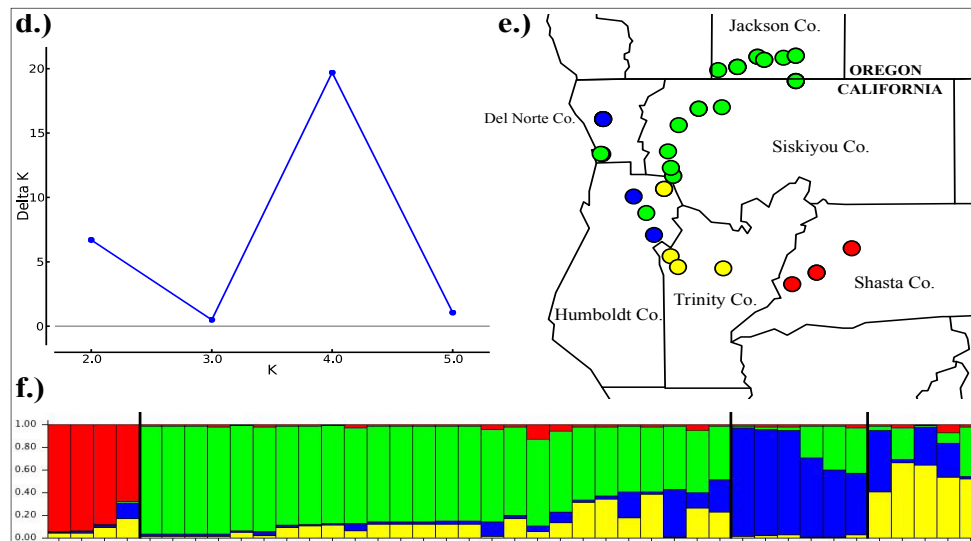 d.)
20
15
10
5
0
Delta K
2.0 3.0 4.0 5.0
K
e.)
Jackson Co.
OREGON
CALIFORNIA
Del Norte Co.
Siskiyou Co.
Humboldt Co.
Trinity Co.
Shasta Co.
f.)
1.00
0.80
0.60
0.40
0.20
0.00